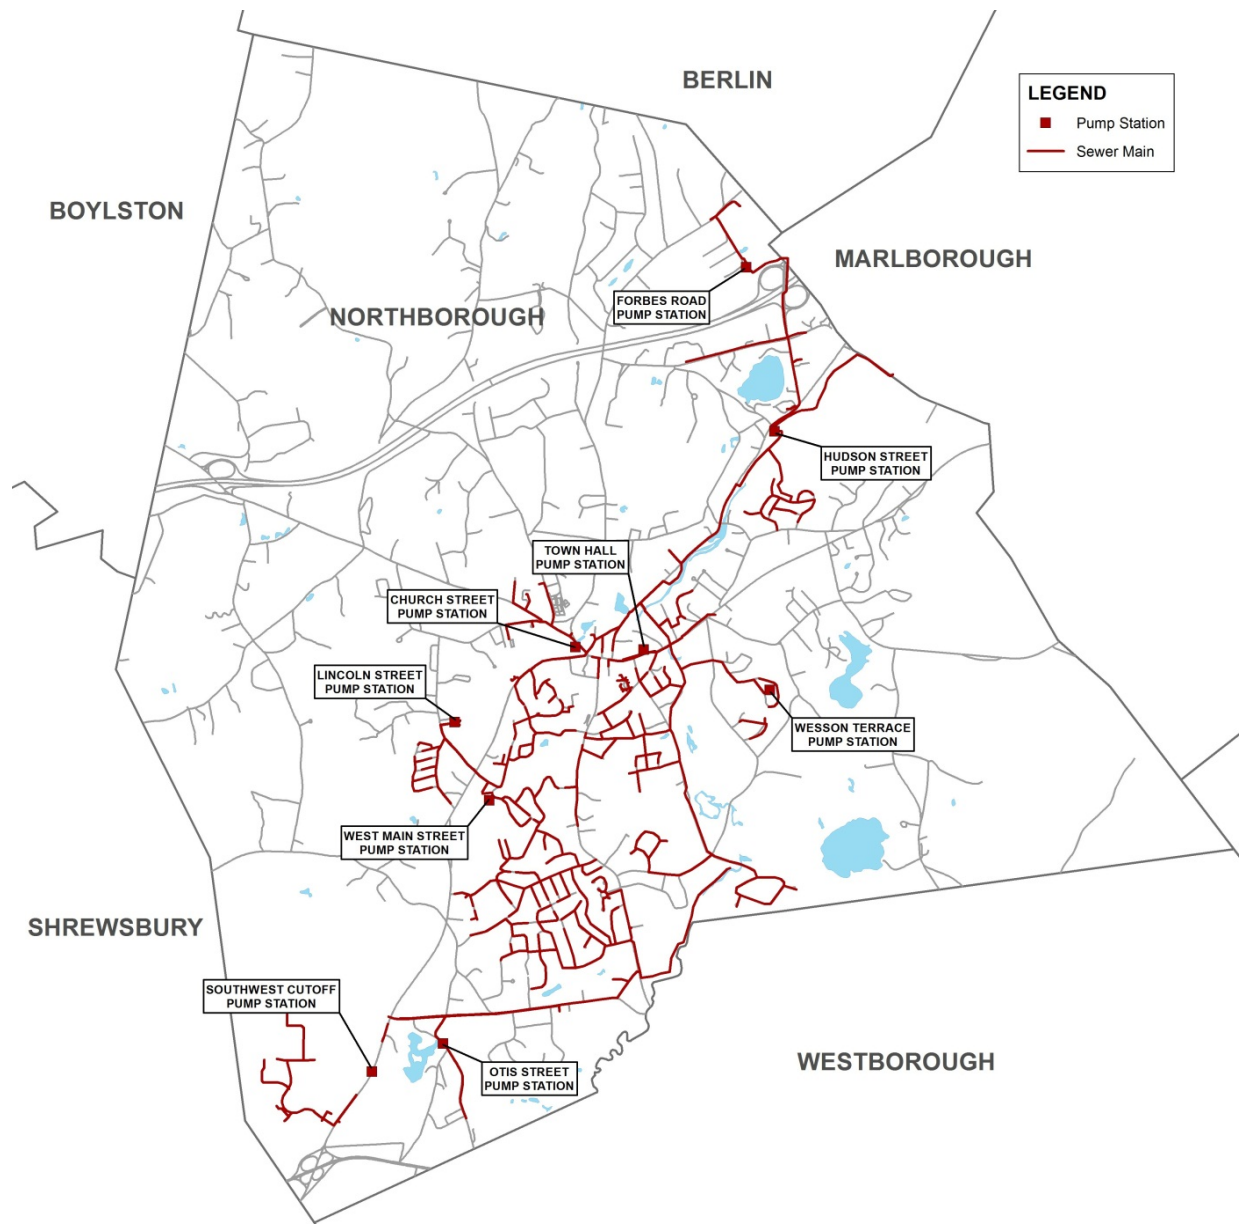 BERLIN
LEGEND
Pump Station
Sewer Main
BOYLSTON
MARLBOROUGH
FORBES ROAD
PUMP STATION
NORTHBOROUGH
HUDSON STREET
PUMP STATION
TOWN HALL
PUMP STATION
CHURCH STREET
PUMP STATION
LINCOLN STREET
PUMP STATION
WESSON TERRACE
PUMP STATION
WEST MAIN STREET
PUMP STATION
SHREWSBURY
SOUTHWEST CUTOFF
PUMP STATION
WESTBOROUGH
OTIS STREET
PUMP STATION